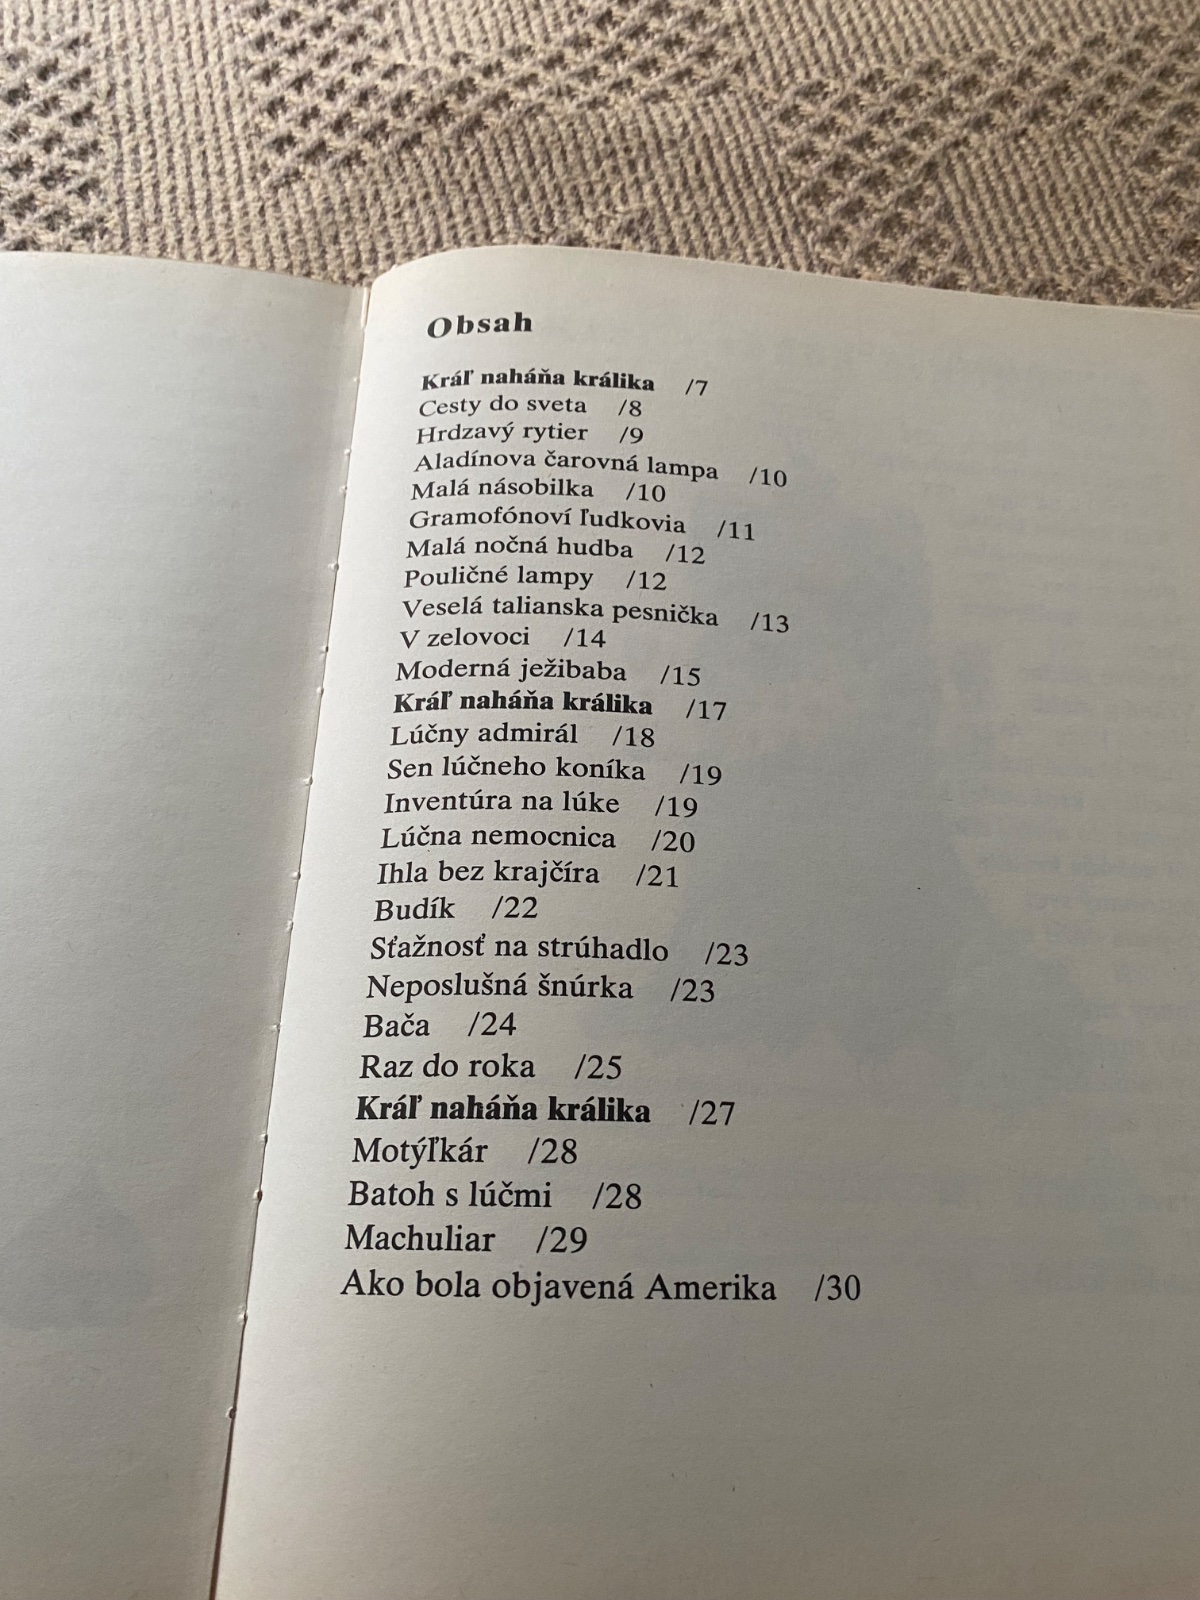 Obsah
Kráľ naháňa králika /7
Cesty do sveta /8
Hrdzavý rytier /9
Aladínova čarovná lampa /10
Malá násobilka /10
Gramofónoví ľudkovia /11
Malá nočná hudba /12
Pouličné lampy /12
Veselá talianska pesnička /13
V zelovoci /14
Moderná ježibaba /15
Kráľ naháňa králika /17
Lúčny admirál /18
Sen lúčneho koníka /19
Inventúra na lúke /19
Lúčna nemocnica /20
Ihla bez krajčíra /21
Budík /22
Sťažnosť na strúhadlo /23
Neposlušná šnúrka /23
Bača /24
Raz do roka /25
Kráľ naháňa králika /27
Motýľkár /28
Batoh s lúčmi /28
Machuliar /29
Ako bola objavená Amerika /30